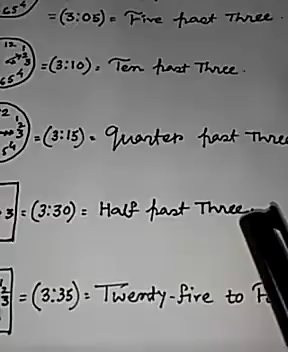 = (3:05) = Five past Three.
= (3:10) = Ten past Three.
= (3:15) = Quarter past Three
= (3:30) = Half past Three.
= (3:35) = Twenty-five to